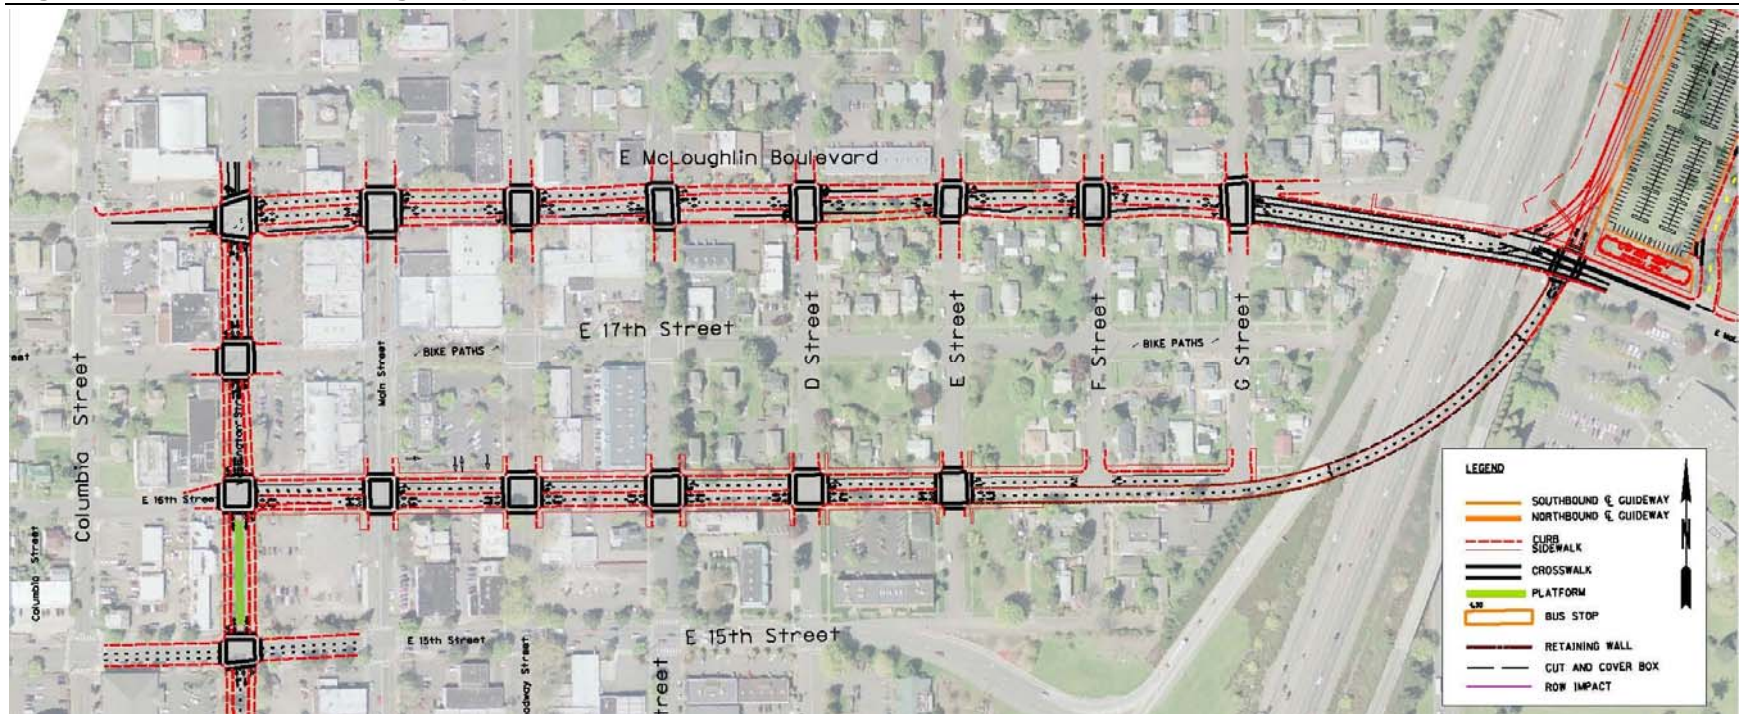 E McLoughlin Boulevard
E 17th Street
BIKE PATHS
BIKE PATHS
Columbia Street
Main Street
D Street
E Street
F Street
G Street
E 16th Street
Columbia Street
E 15th Street
E 15th Street
LEGEND
SOUTHBOUND ℄ GUIDEWAY
NORTHBOUND ℄ GUIDEWAY
CURB
SIDEWALK
CROSSWALK
PLATFORM
BUS STOP
RETAINING WALL
CUT AND COVER BOX
ROW IMPACT
N